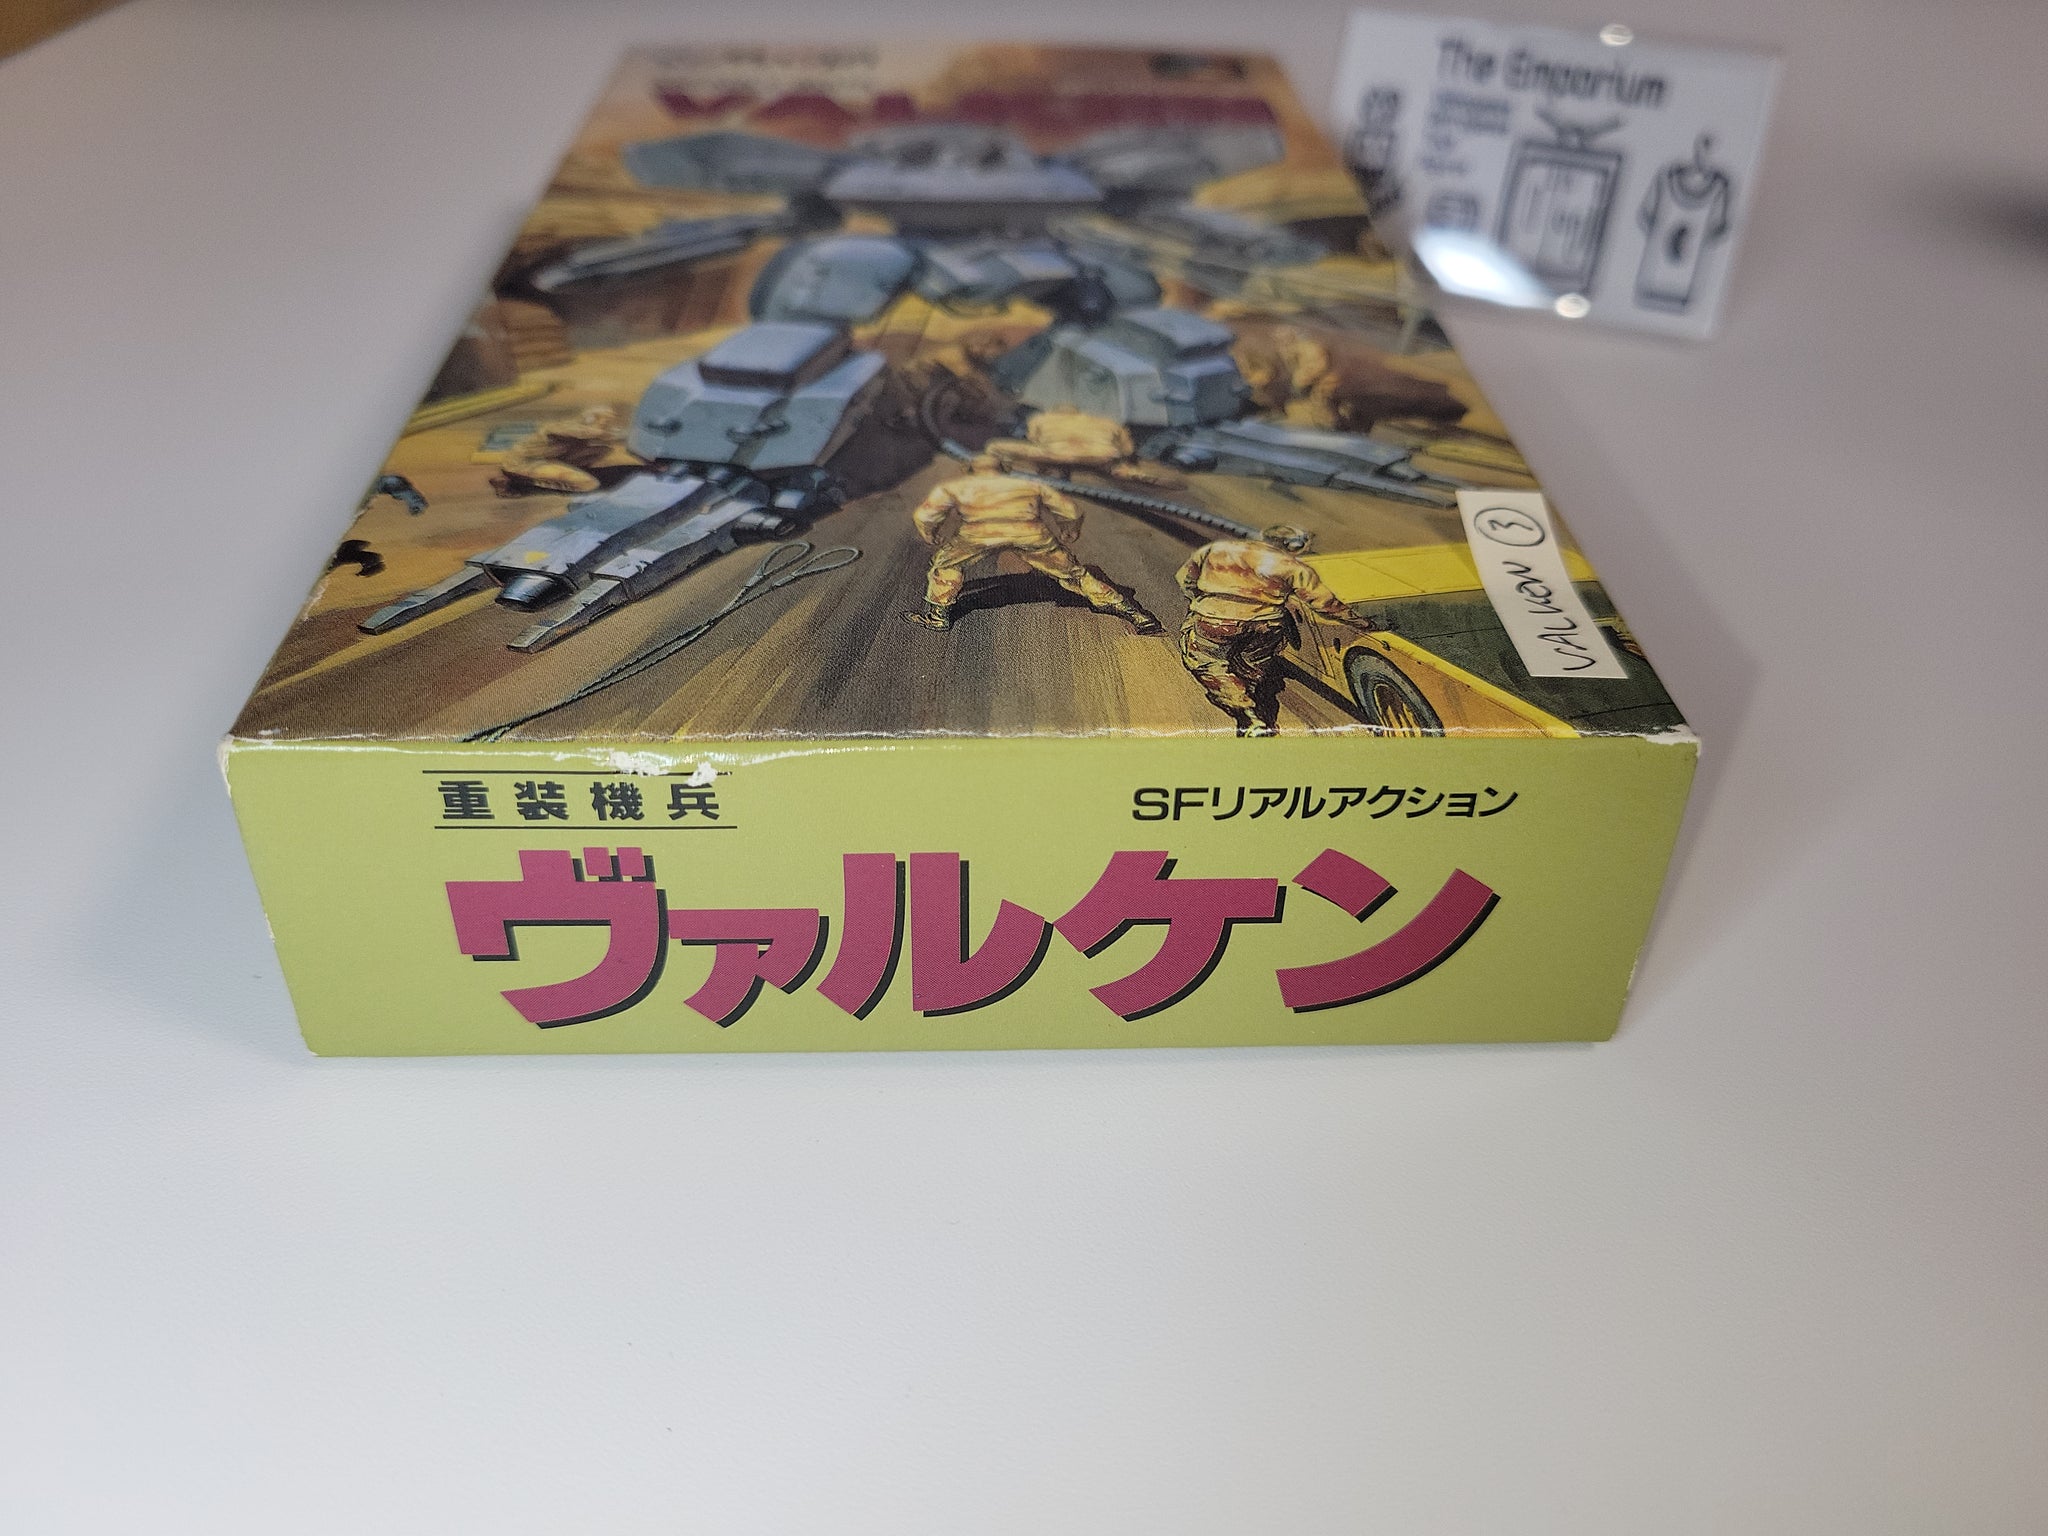 The Emporium
VALKEN ③
重装機兵
SFリアルアクション
ヴァルケン